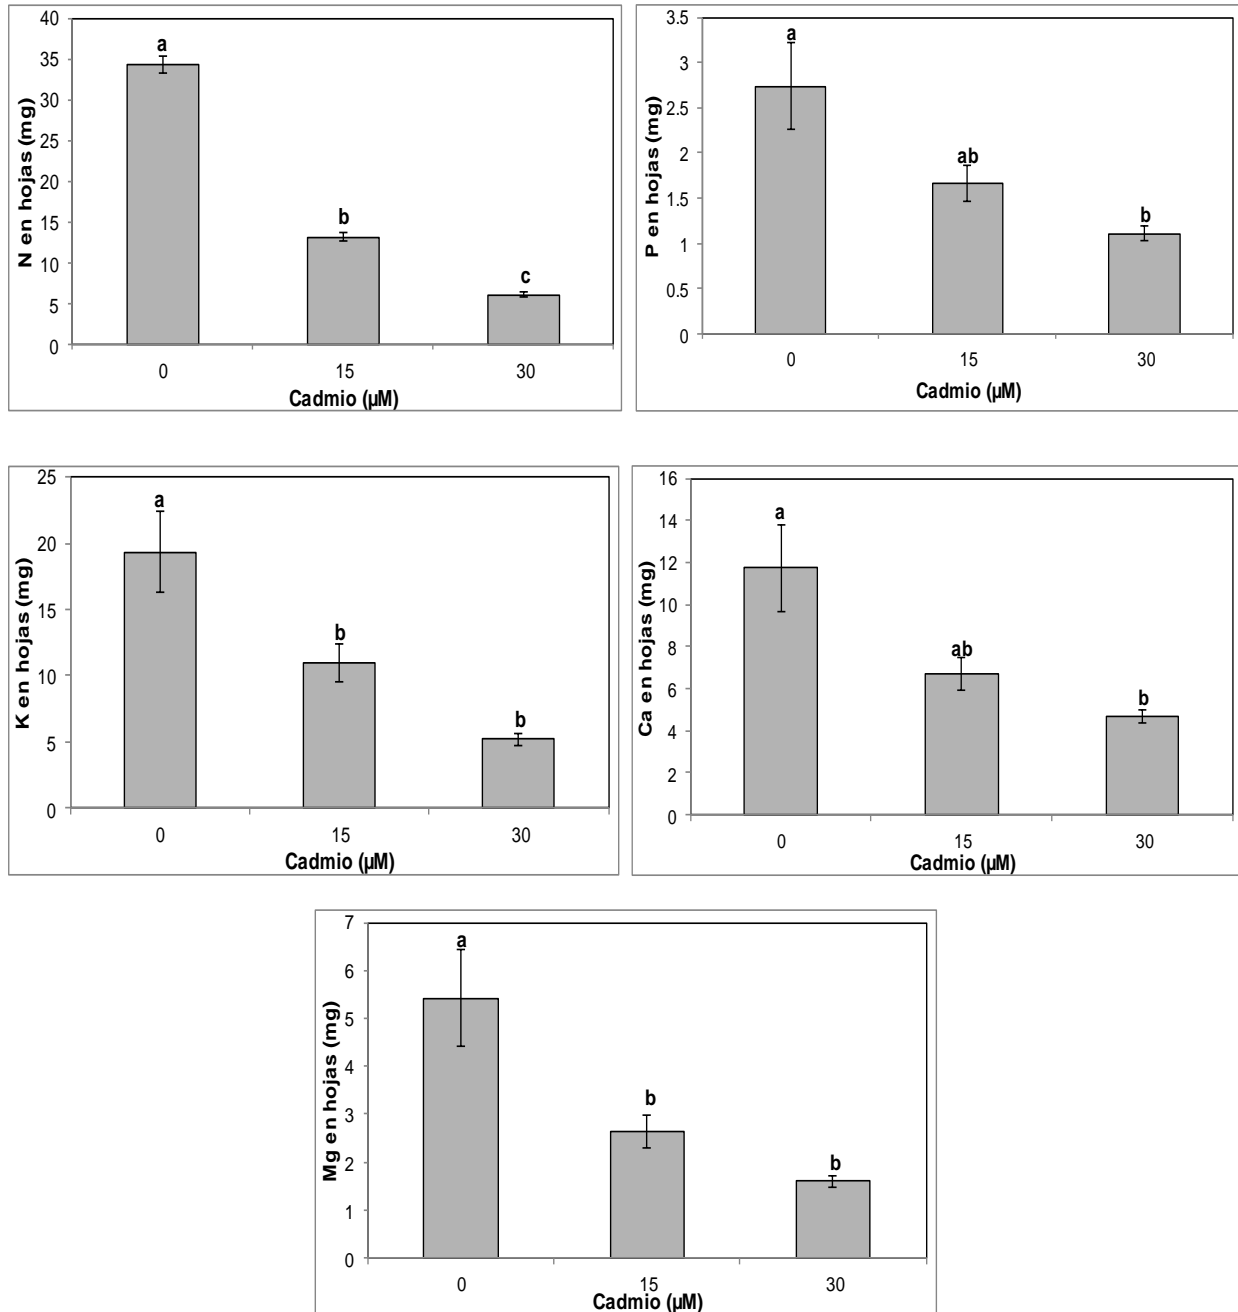 N en hojas (mg)
40
35
30
25
20
15
10
5
0
a
b
c
0 15 30
Cadmio (µM)
P en hojas (mg)
3.5
3
2.5
2
1.5
1
0.5
0
a
ab
b
0 15 30
Cadmio (µM)
K en hojas (mg)
25
20
15
10
5
0
a
b
b
0 15 30
Cadmio (µM)
Ca en hojas (mg)
16
14
12
10
8
6
4
2
0
a
ab
b
0 15 30
Cadmio (µM)
Mg en hojas (mg)
7
6
5
4
3
2
1
0
a
b
b
0 15 30
Cadmio (µM)